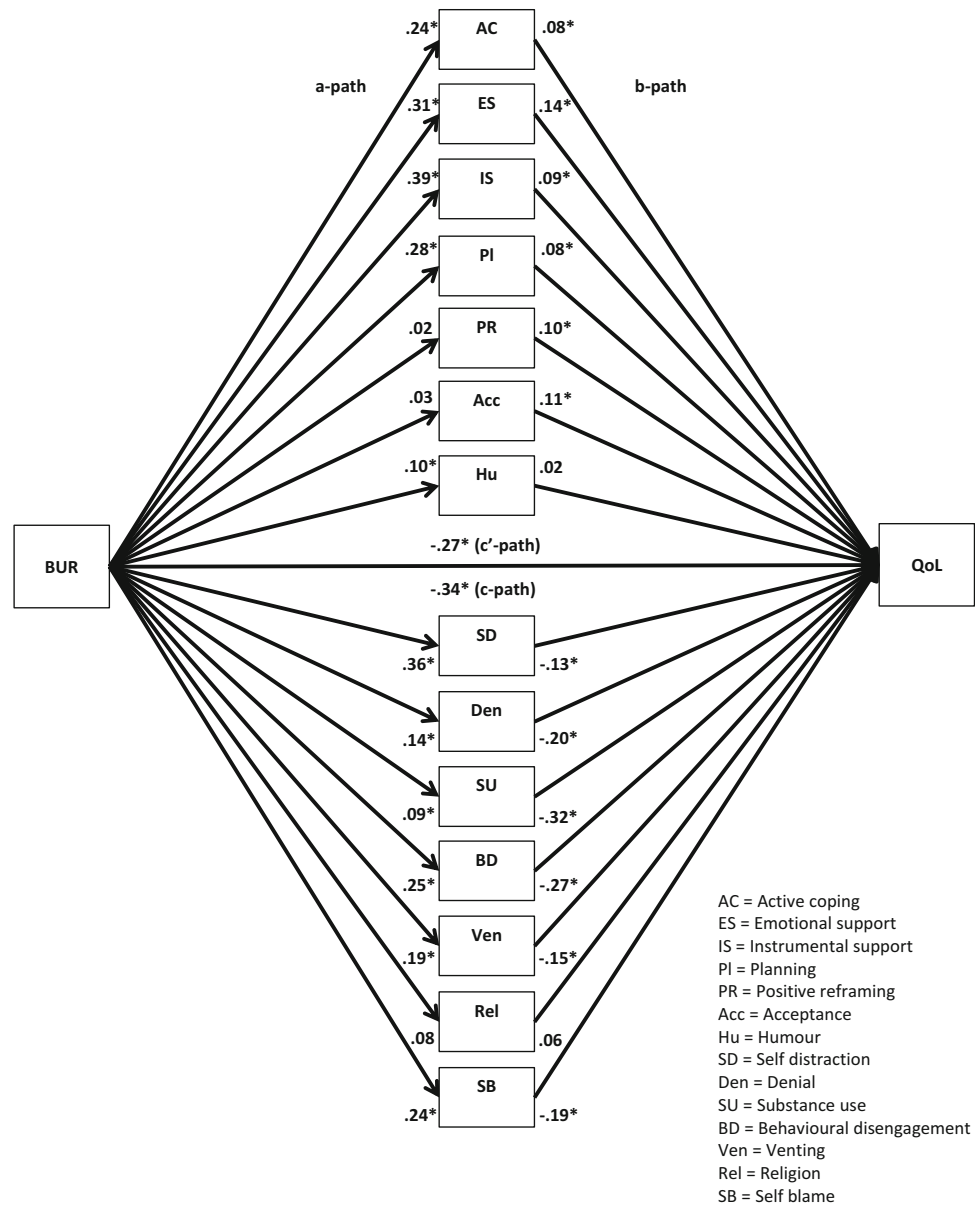 .24* AC .08*
a-path b-path
.31* ES .14*
.39* IS .09*
.28* Pl .08*
.02 PR .10*
.03 Acc .11*
.10* Hu .02
-.27* (c'-path)
BUR QoL
-.34* (c-path)
SD
.36* -.13*
Den
.14* -.20*
SU
.09* -.32*
BD
.25* -.27*
Ven
.19* -.15*
Rel
.08 .06
SB
.24* -.19*
AC = Active coping
ES = Emotional support
IS = Instrumental support
Pl = Planning
PR = Positive reframing
Acc = Acceptance
Hu = Humour
SD = Self distraction
Den = Denial
SU = Substance use
BD = Behavioural disengagement
Ven = Venting
Rel = Religion
SB = Self blame